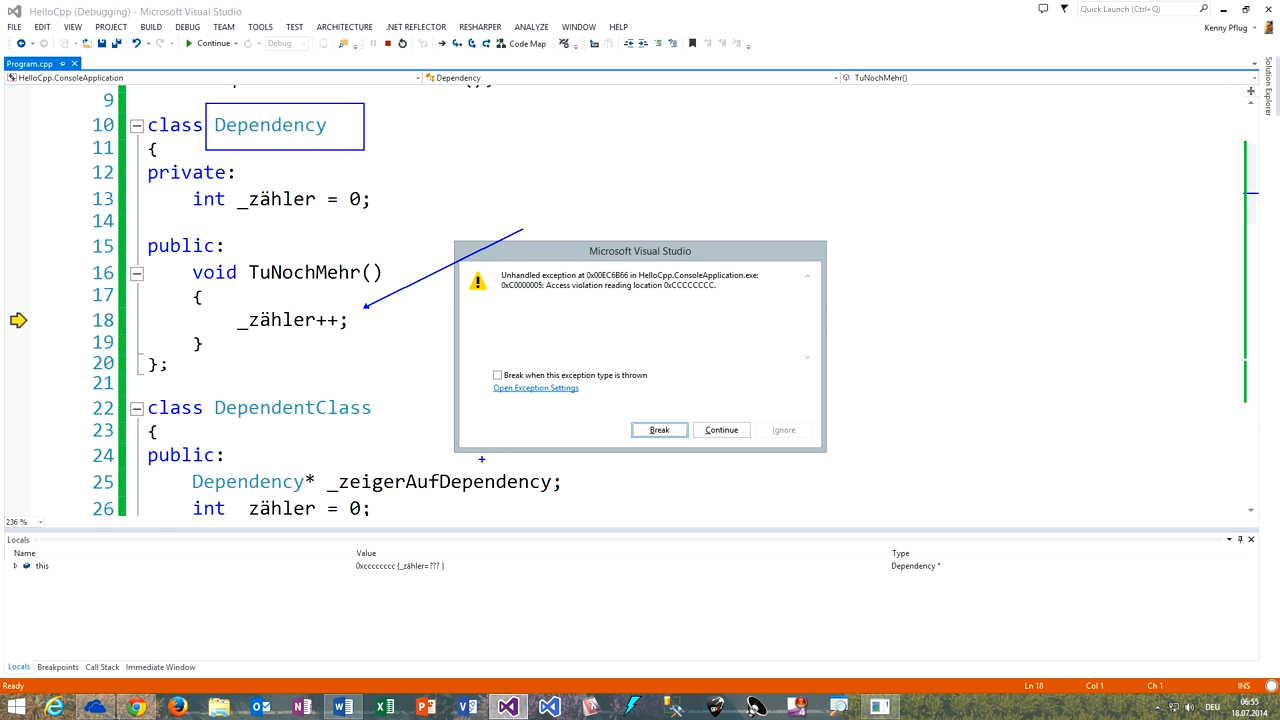 HelloCpp (Debugging) - Microsoft Visual Studio
Quick Launch (Ctrl+Q)
FILE EDIT VIEW PROJECT BUILD DEBUG TEAM TOOLS TEST ARCHITECTURE .NET REFLECTOR RESHARPER ANALYZE WINDOW HELP
Kenny Pflug
Continue
Debug
Code Map
Program.cpp
HelloCpp.ConsoleApplication
Dependency
TuNochMehr()
Solution Explorer
9
10 class Dependency
11 {
12 private:
13 int _zähler = 0;
14
15 public:
16 void TuNochMehr()
17 {
18 _zähler++;
19 }
20 };
21
22 class DependentClass
23 {
24 public:
25 Dependency* _zeigerAufDependency;
26 int _zähler = 0;
Microsoft Visual Studio
Unhandled exception at 0x00EC6B66 in HelloCpp.ConsoleApplication.exe:
0xC0000005: Access violation reading location 0xCCCCCCCC.
Break when this exception type is thrown
Open Exception Settings
Break Continue Ignore
236 %
Locals
Name Value Type
this 0xcccccccc {_zähler=??? } Dependency *
Locals Breakpoints Call Stack Immediate Window
Ready Ln 18 Col 1 Ch 1 INS
DEU
06:55
18.07.2014